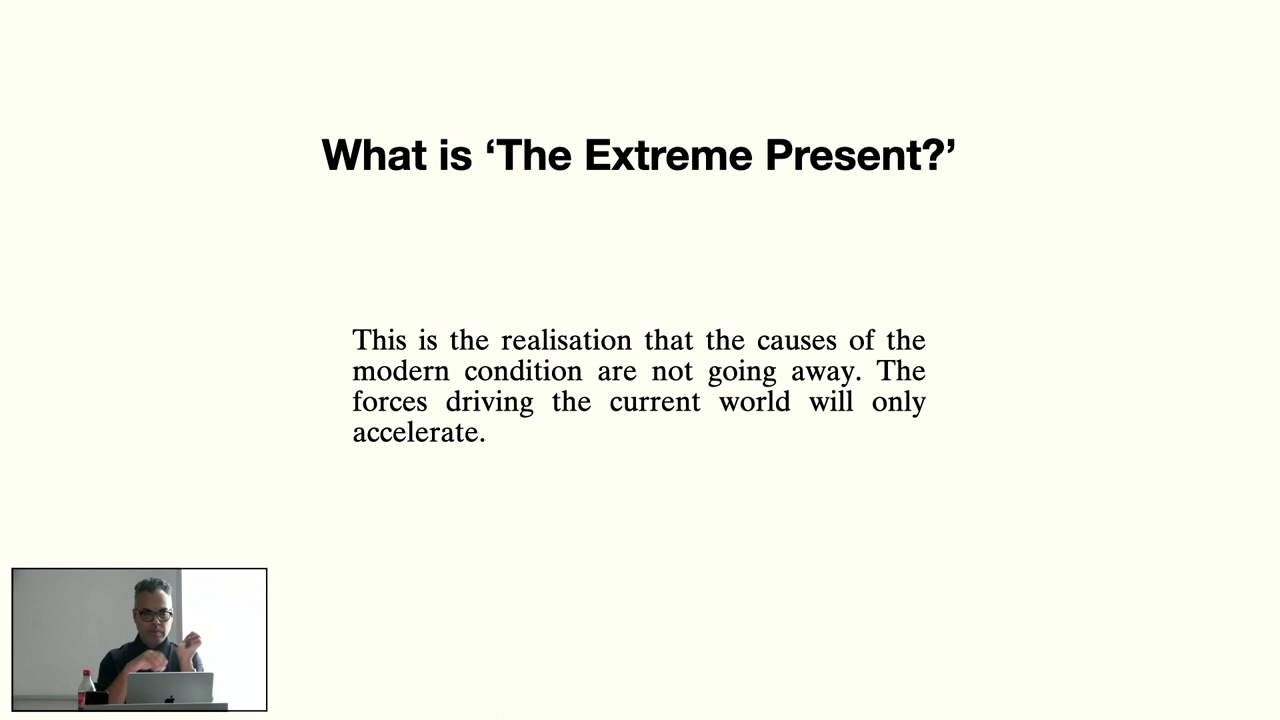 What is ‘The Extreme Present?’
This is the realisation that the causes of the
modern condition are not going away. The
forces driving the current world will only
accelerate.